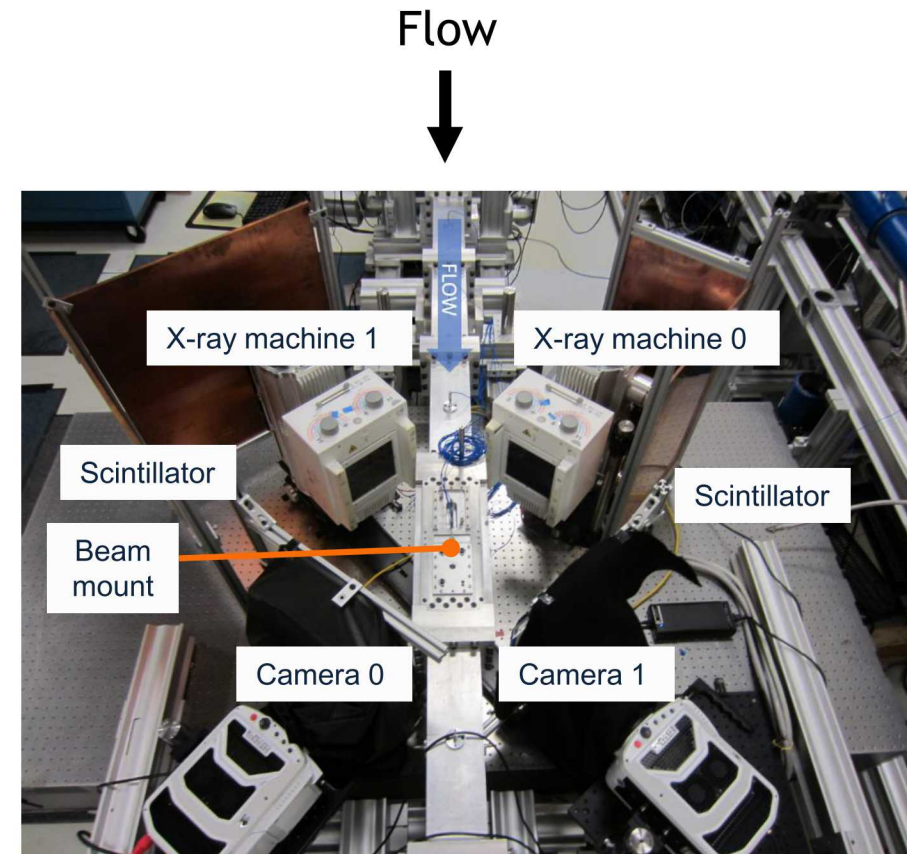 Flow
FLOW
X-ray machine 1
X-ray machine 0
Scintillator
Scintillator
Beam
mount
Camera 0
Camera 1